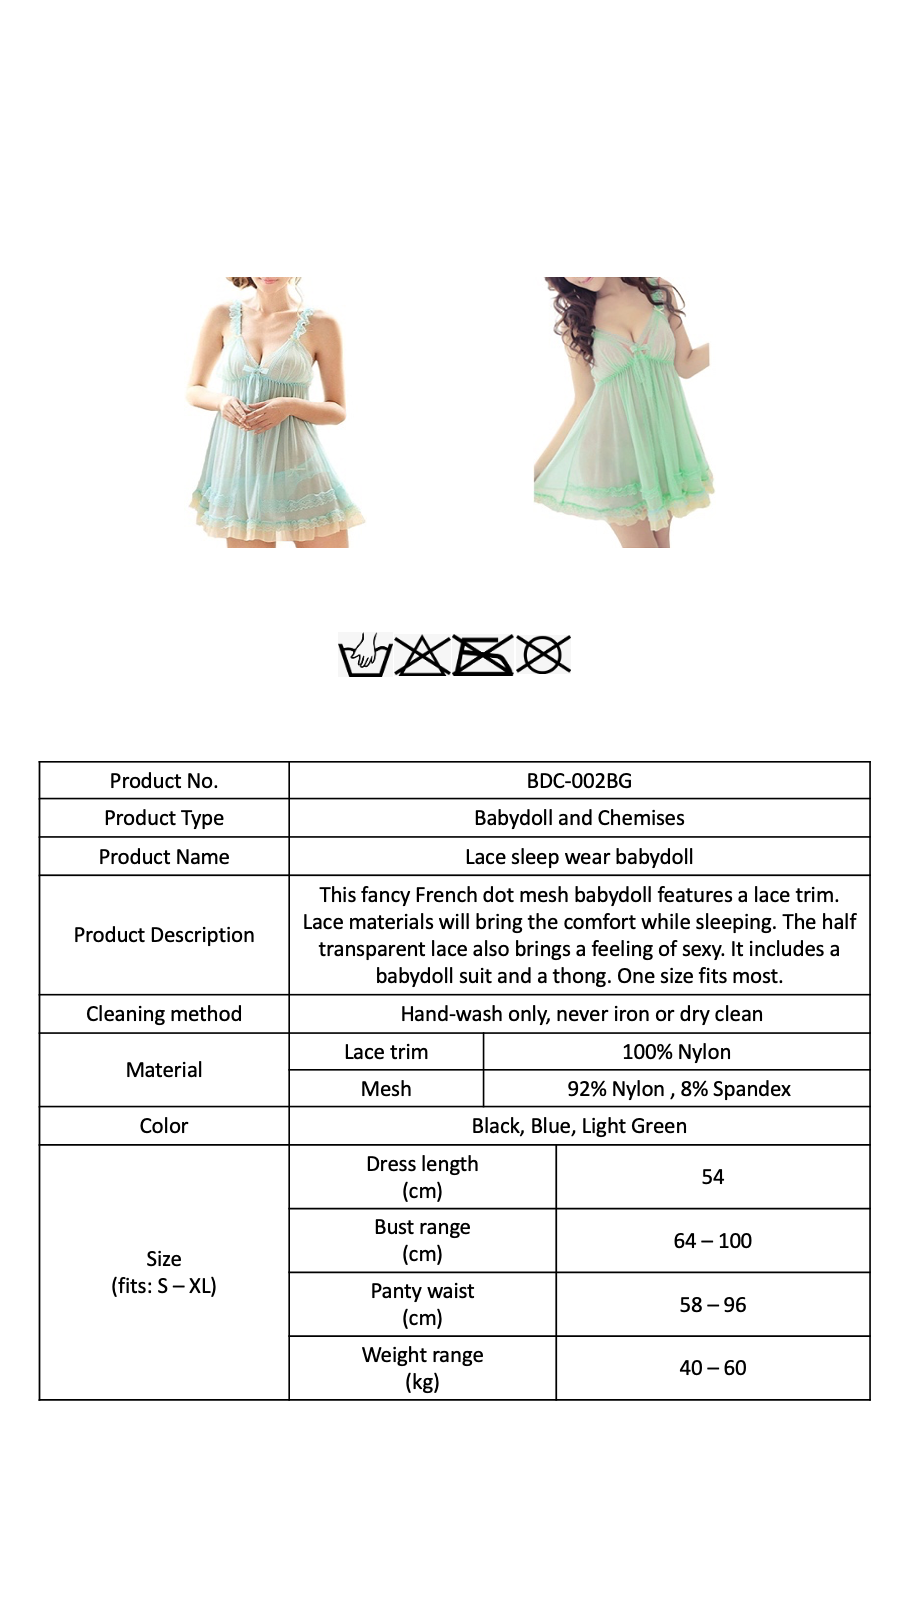 Product No.
BDC-002BG
Product Type
Babydoll and Chemises
Product Name
Lace sleep wear babydoll
Product Description
This fancy French dot mesh babydoll features a lace trim.
Lace materials will bring the comfort while sleeping. The half
transparent lace also brings a feeling of sexy. It includes a
babydoll suit and a thong. One size fits most.
Cleaning method
Hand-wash only, never iron or dry clean
Material
Lace trim
100% Nylon
Mesh
92% Nylon , 8% Spandex
Color
Black, Blue, Light Green
Size
(fits: S – XL)
Dress length
(cm)
54
Bust range
(cm)
64 – 100
Panty waist
(cm)
58 – 96
Weight range
(kg)
40 – 60